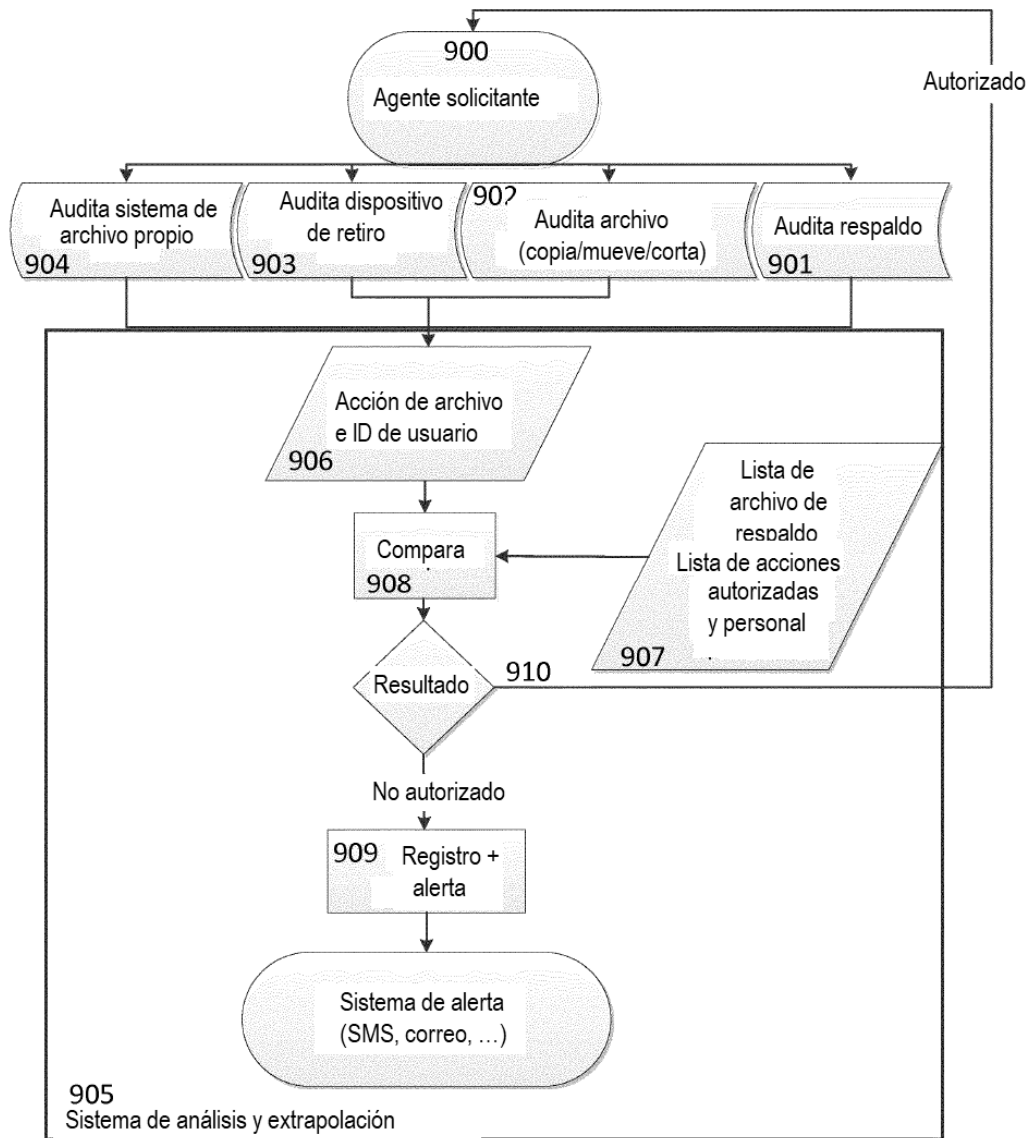 900
Agente solicitante
Autorizado
Audita sistema de
archivo propio
904
Audita dispositivo
de retiro
903
902
Audita archivo
(copia/mueve/corta)
Audita respaldo
901
Acción de archivo
e ID de usuario
906
Lista de
archivo de
respaldo
Lista de acciones
autorizadas
y personal
907
Compara
908
Resultado
910
No autorizado
909
Registro +
alerta
Sistema de alerta
(SMS, correo, …)
905
Sistema de análisis y extrapolación